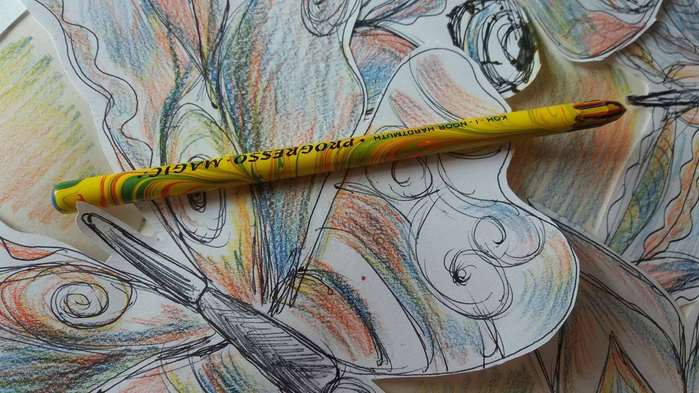 PROGRESSO · MAGIC ·
KOH-I-NOOR HARDTMUTH ·